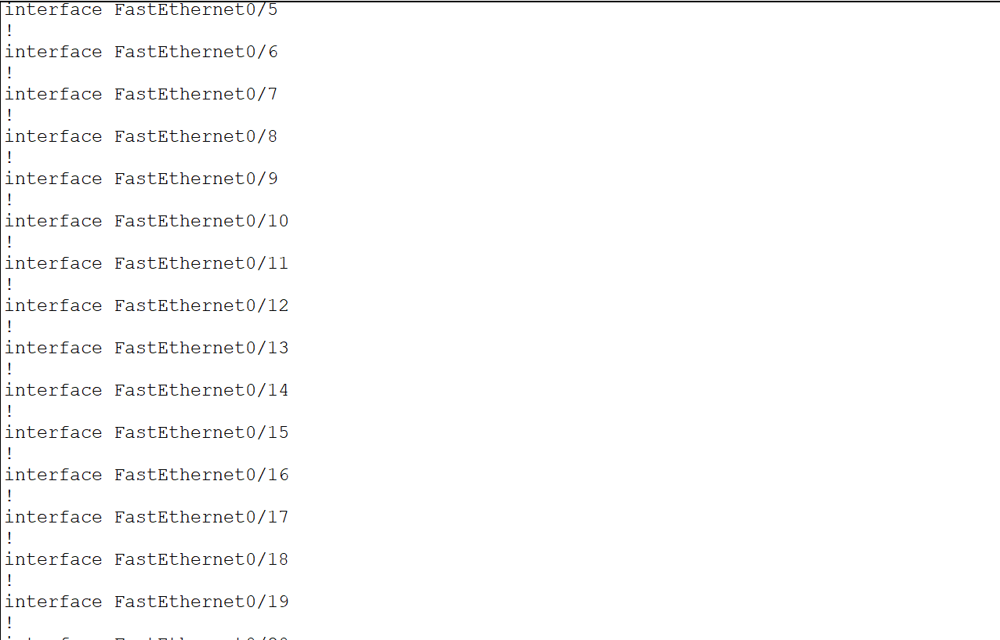 interface FastEthernet0/5
!
interface FastEthernet0/6
!
interface FastEthernet0/7
!
interface FastEthernet0/8
!
interface FastEthernet0/9
!
interface FastEthernet0/10
!
interface FastEthernet0/11
!
interface FastEthernet0/12
!
interface FastEthernet0/13
!
interface FastEthernet0/14
!
interface FastEthernet0/15
!
interface FastEthernet0/16
!
interface FastEthernet0/17
!
interface FastEthernet0/18
!
interface FastEthernet0/19
!